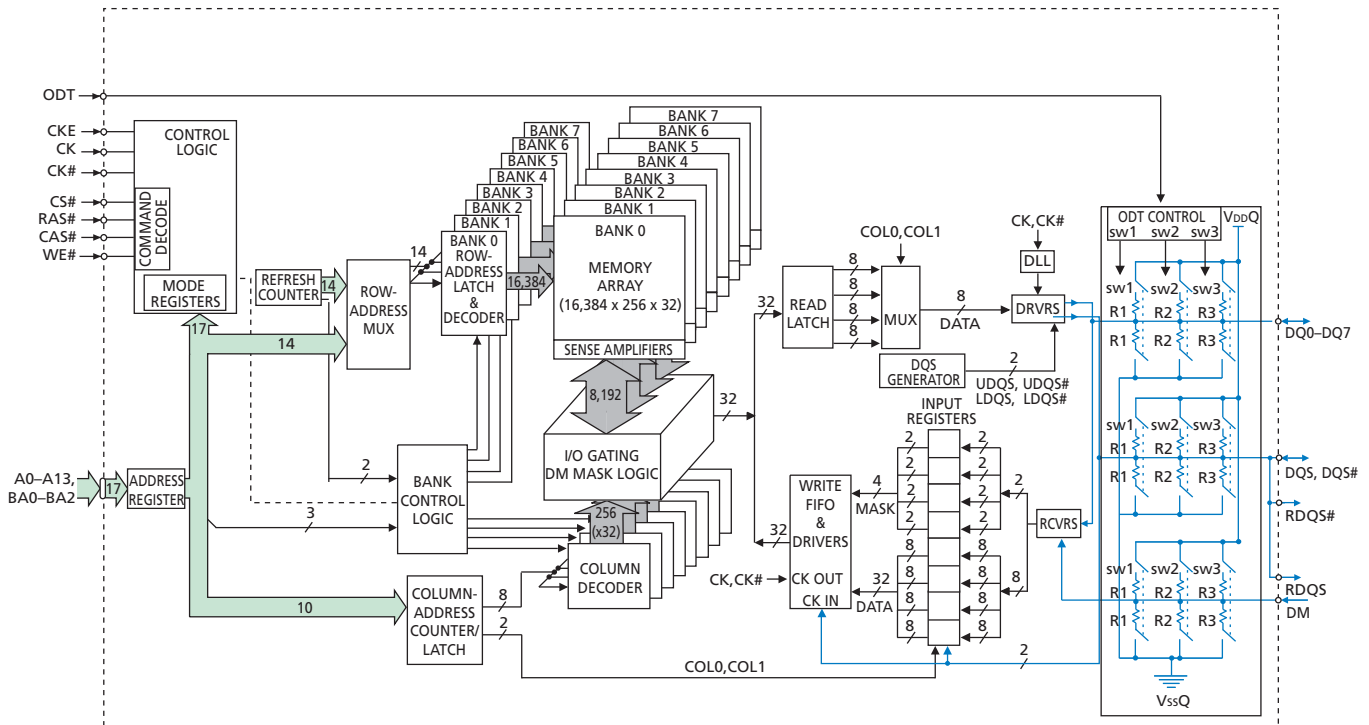 ODT
CKE
CK
CK#
CS#
RAS#
CAS#
WE#
CONTROL
LOGIC
COMMAND
DECODE
MODE
REGISTERS
17
REFRESH
COUNTER
14
14
ROW-
ADDRESS
MUX
14
BANK 7
BANK 6
BANK 5
BANK 4
BANK 3
BANK 2
BANK 1
BANK 0
ROW-
ADDRESS
LATCH
&
DECODER
16,384
BANK 7
BANK 6
BANK 5
BANK 4
BANK 3
BANK 2
BANK 1
BANK 0
MEMORY
ARRAY
(16,384 x 256 x 32)
SENSE AMPLIFIERS
8,192
I/O GATING
DM MASK LOGIC
256
(x32)
COLUMN
DECODER
A0–A13,
BA0–BA2
17
ADDRESS
REGISTER
2
3
BANK
CONTROL
LOGIC
10
COLUMN-
ADDRESS
COUNTER/
LATCH
8
2
COL0,COL1
32
32
32
READ
LATCH
8
8
8
8
COL0,COL1
MUX
8
DATA
DQS
GENERATOR
2
UDQS, UDQS#
LDQS, LDQS#
CK,CK#
DLL
DRVRS
INPUT
REGISTERS
2
2
2
2
8
8
8
8
2
2
2
2
8
8
8
8
4
MASK
32
DATA
WRITE
FIFO
&
DRIVERS
CK OUT
CK IN
CK,CK#
2
8
RCVRS
2
ODT CONTROL
sw1
sw2
sw3
VDDQ
sw1
sw2
sw3
R1
R2
R3
R1
R2
R3
sw1
sw2
sw3
R1
R2
R3
R1
R2
R3
sw1
sw2
sw3
R1
R2
R3
R1
R2
R3
VSSQ
DQ0–DQ7
DQS, DQS#
RDQS#
RDQS
DM